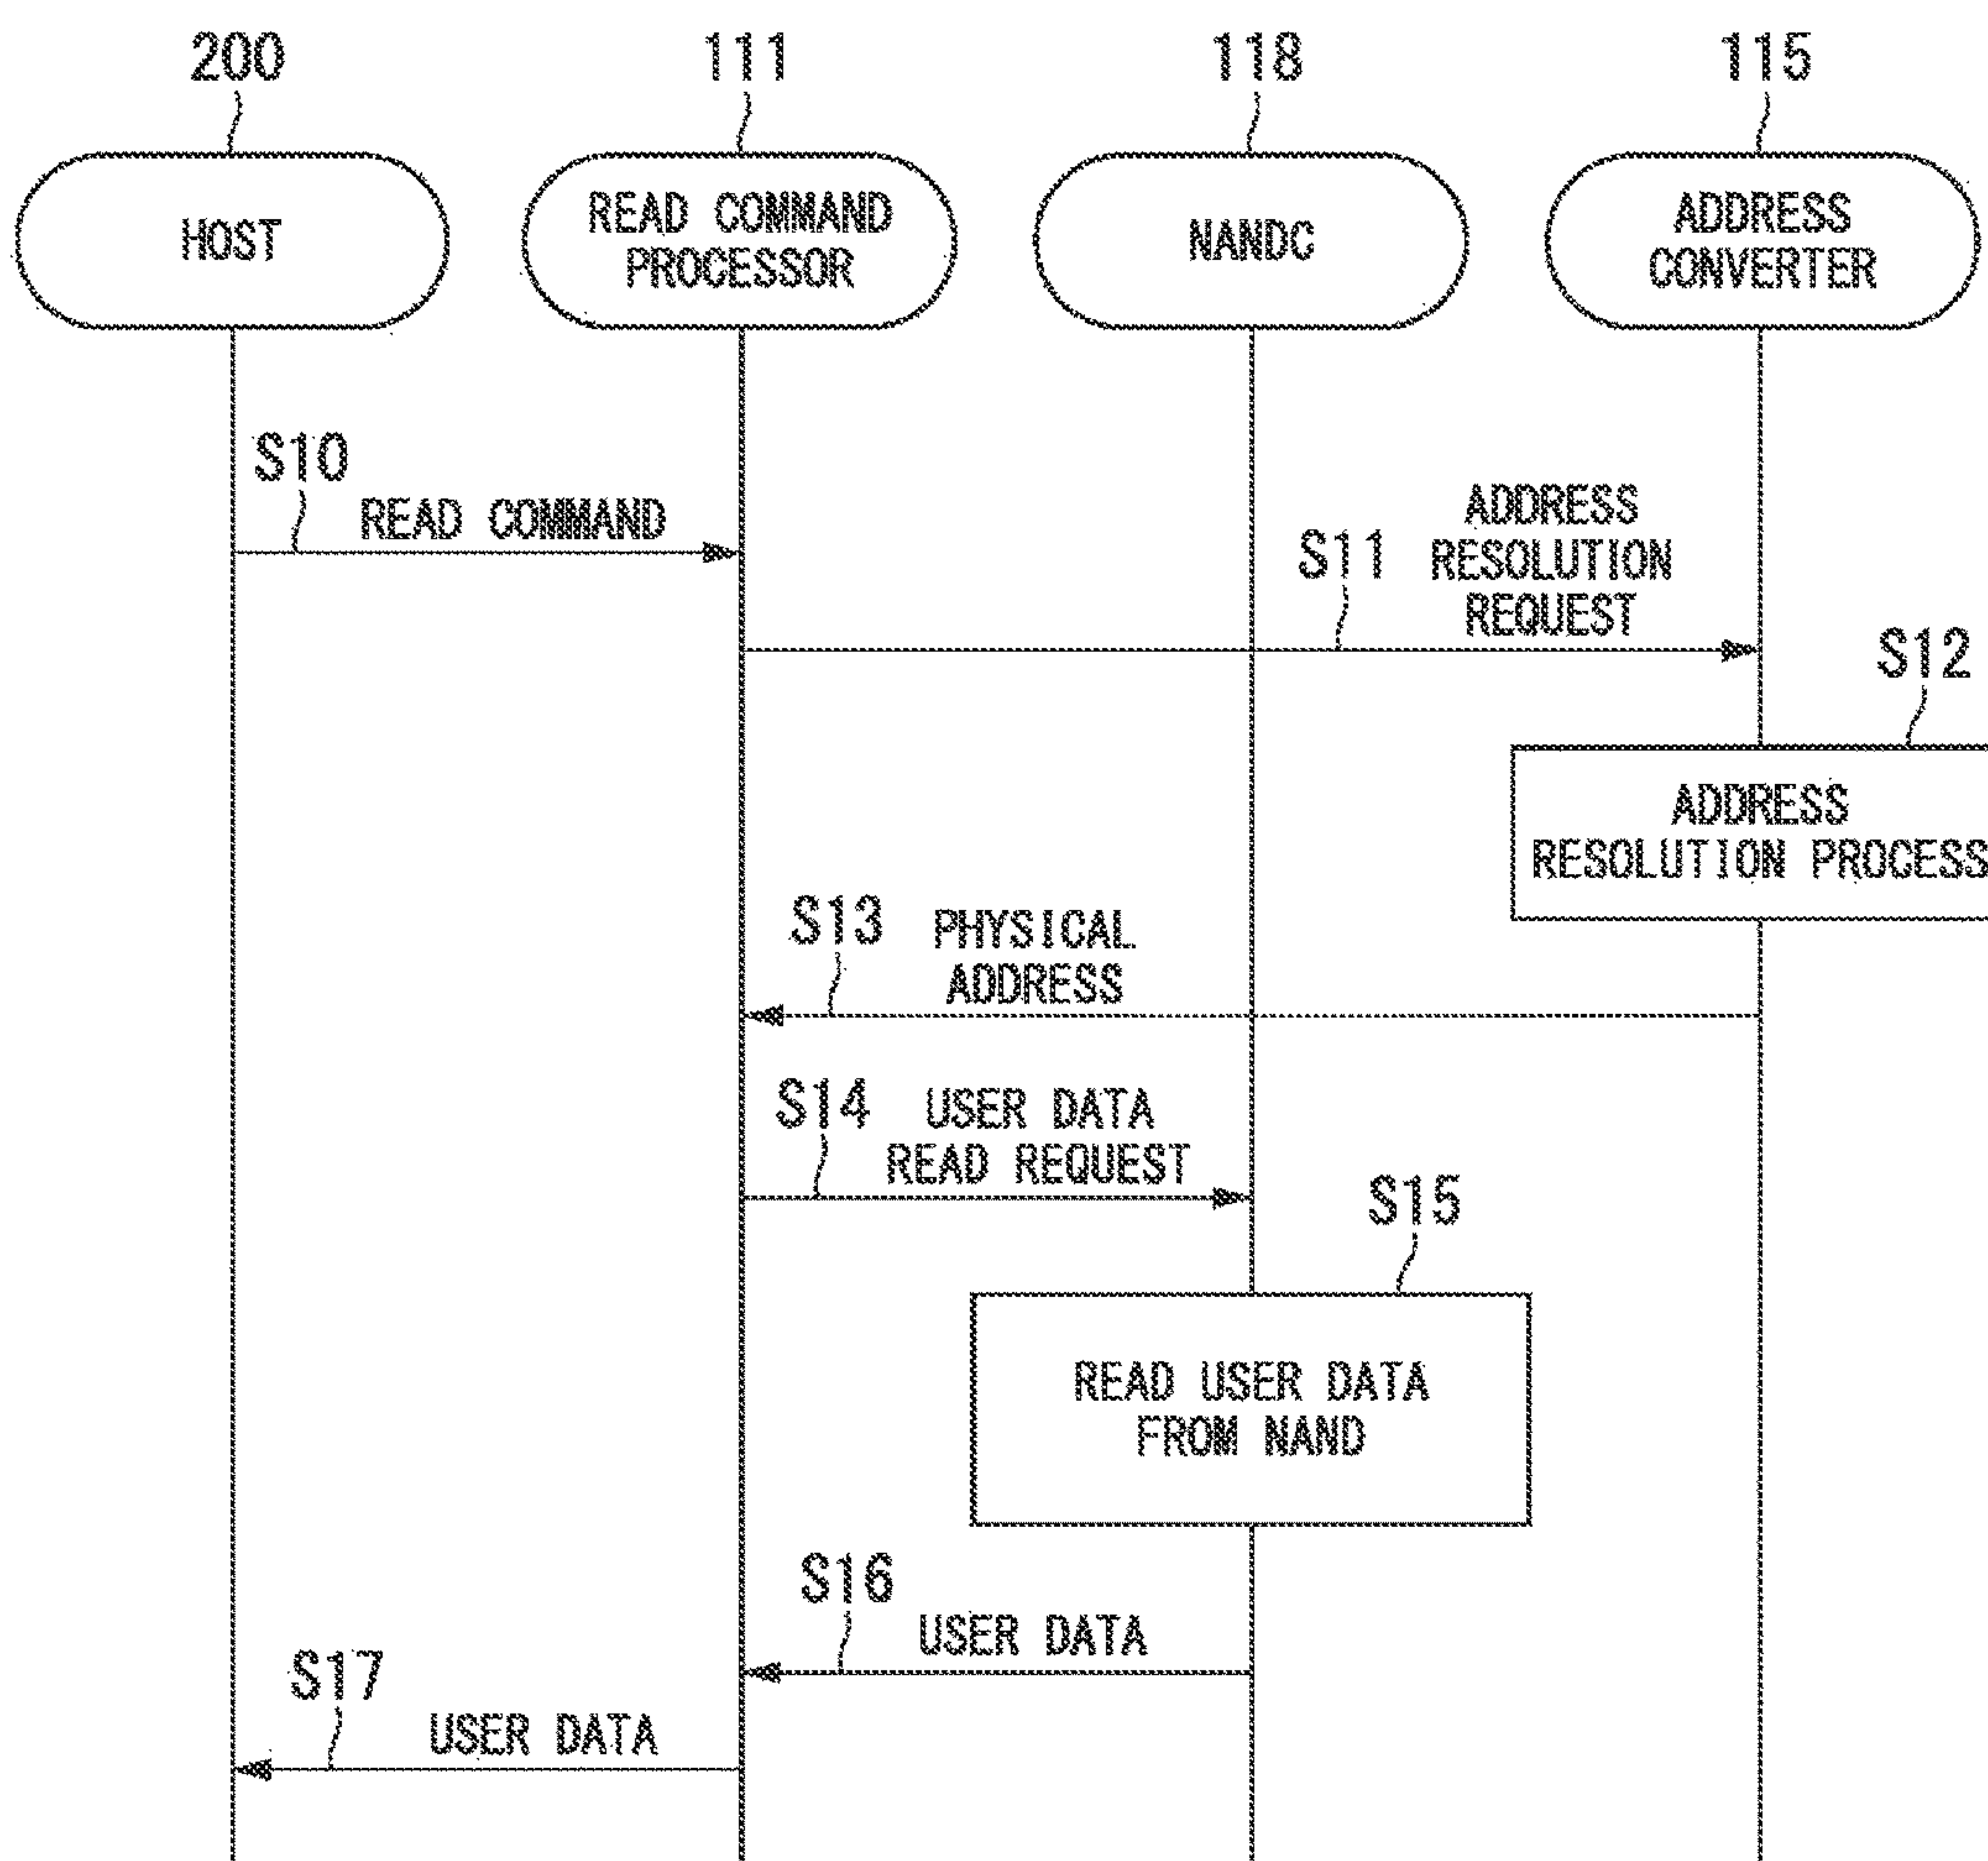 200
111
118
115
HOST
READ COMMAND
PROCESSOR
NANDC
ADDRESS
CONVERTER
S10
READ COMMAND
S11
ADDRESS
RESOLUTION
REQUEST
S12
ADDRESS
RESOLUTION PROCESS
S13
PHYSICAL
ADDRESS
S14
USER DATA
READ REQUEST
S15
READ USER DATA
FROM NAND
S16
USER DATA
S17
USER DATA